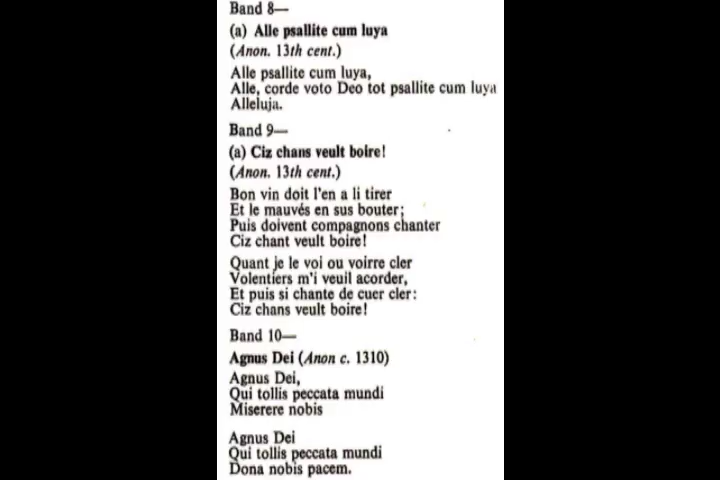 Band 8—
(a) Alle psallite cum luya
(Anon. 13th cent.)
Alle psallite cum luya,
Alle, corde voto Deo tot psallite cum luya
Alleluja.
Band 9—
(a) Ciz chans veult boire!
(Anon. 13th cent.)
Bon vin doit l'en a li tirer
Et le mauvés en sus bouter;
Puis doivent compagnons chanter
Ciz chant veult boire!
Quant je le voi ou voirre cler
Volentiers m'i veuil acorder,
Et puis si chante de cuer cler:
Ciz chans veult boire!
Band 10—
Agnus Dei (Anon c. 1310)
Agnus Dei,
Qui tollis peccata mundi
Miserere nobis
Agnus Dei
Qui tollis peccata mundi
Dona nobis pacem.